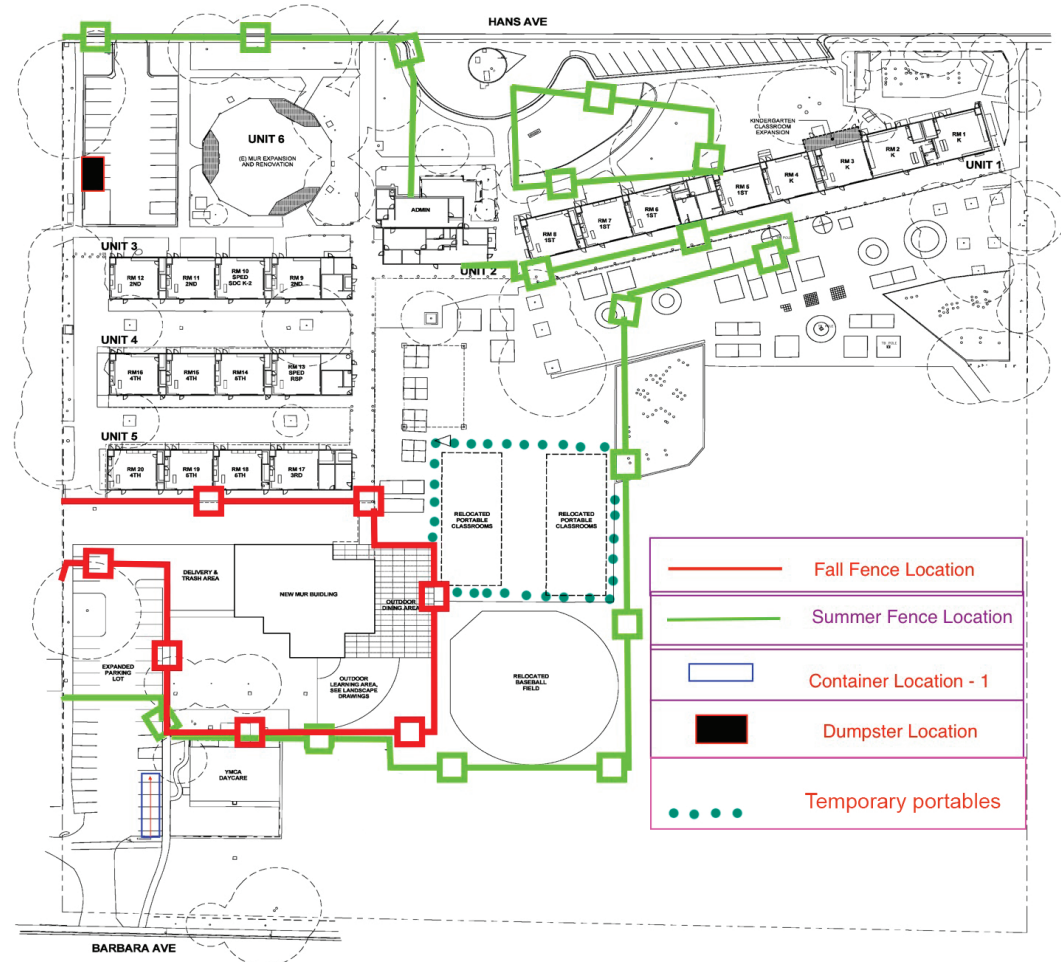 HANS AVE
UNIT 6
(E) MUR EXPANSION
AND RENOVATION
KINDERGARTEN
CLASSROOM
EXPANSION
RM 1
K
RM 2
K
RM 3
K
RM 4
K
RM 5
1ST
RM 6
1ST
RM 7
1ST
RM 8
1ST
UNIT 1
ADMIN
UNIT 2
UNIT 3
RM 12
2ND
RM 11
2ND
RM 10
SPED
SDC K-2
RM 9
2ND
UNIT 4
RM16
4TH
RM15
4TH
RM14
5TH
RM 13
SPED
RSP
UNIT 5
RM 20
4TH
RM 19
5TH
RM 18
5TH
RM 17
3RD
RELOCATED
PORTABLE
CLASSROOMS
RELOCATED
PORTABLE
CLASSROOMS
DELIVERY &
TRASH AREA
NEW MUR BUIDLING
OUTDOOR
DINING AREA
EXPANDED
PARKING
LOT
OUTDOOR
LEARNING AREA,
SEE LANDSCAPE
DRAWINGS
RELOCATED
BASEBALL
FIELD
YMCA
DAYCARE
BARBARA AVE
Fall Fence Location
Summer Fence Location
Container Location - 1
Dumpster Location
Temporary portables